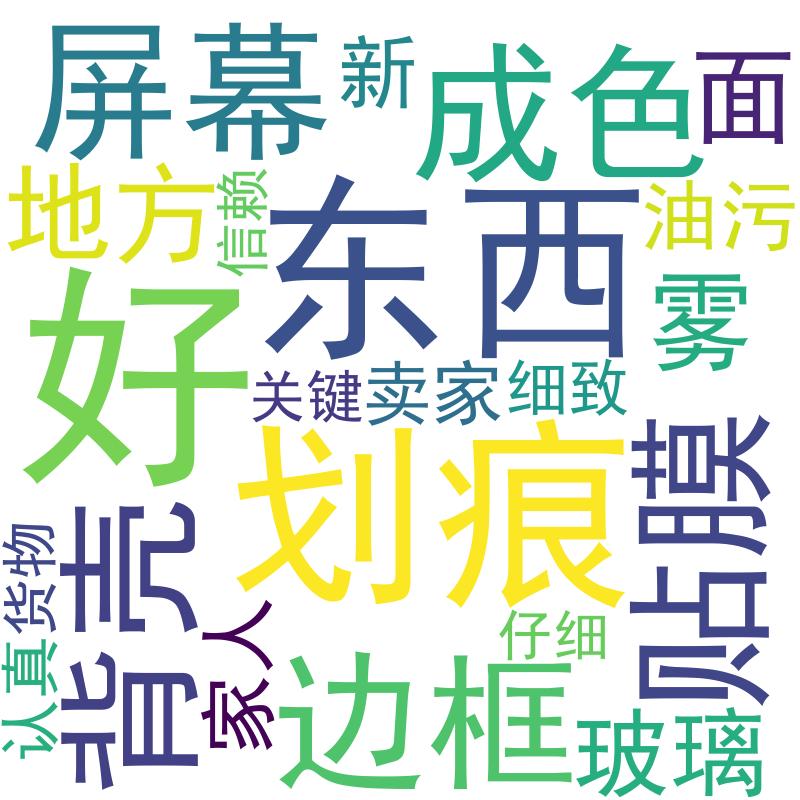 屏幕
新
成色
面
地方
信赖
东西
油污
好
雾
关键
卖家
细致
划痕
贴膜
背壳
货物
认真
家人
仔细
边框
玻璃